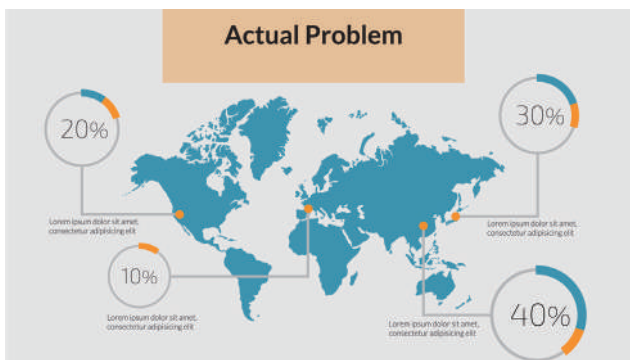 Actual Problem
20%
30%
Lorem ipsum dolor sit amet,
consectetur adipisicing elit
Lorem ipsum dolor sit amet,
consectetur adipisicing elit
10%
Lorem ipsum dolor sit amet,
consectetur adipisicing elit
40%
Lorem ipsum dolor sit amet,
consectetur adipisicing elit